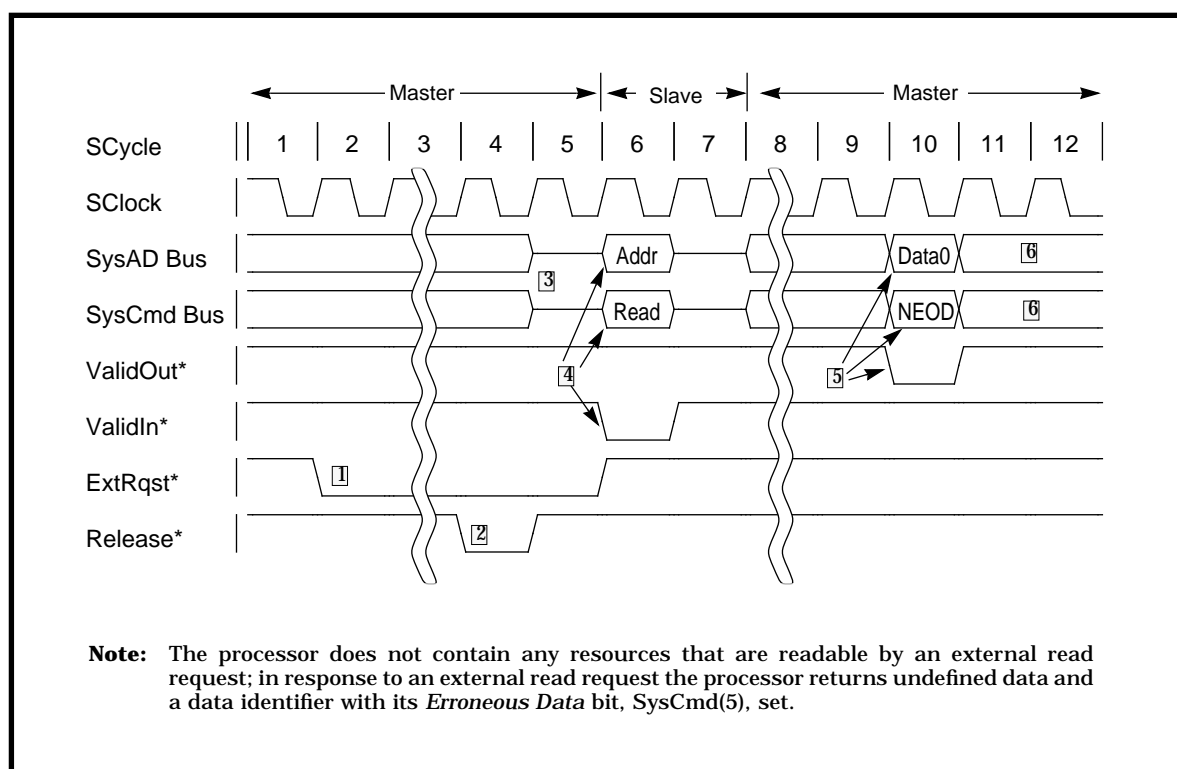 Master Slave Master
SCycle 1 2 3 4 5 6 7 8 9 10 11 12
SClock
SysAD Bus Addr Data0 6
3
SysCmd Bus Read NEOD 6
ValidOut* 4 5
ValidIn*
ExtRqst* 1
Release* 2
Note: The processor does not contain any resources that are readable by an external read
request; in response to an external read request the processor returns undefined data and
a data identifier with its Erroneous Data bit, SysCmd(5), set.